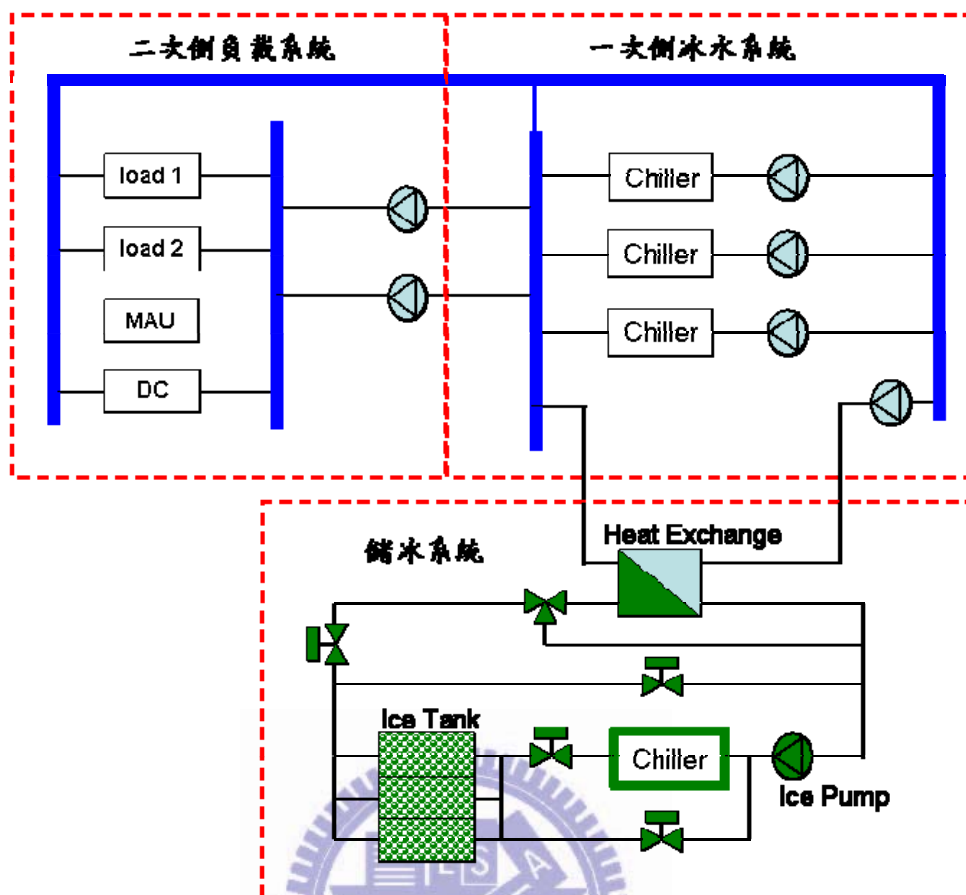 二次側負載系統
一次側冰水系統
load 1
load 2
MAU
DC
Chiller
Chiller
Chiller
儲冰系統
Heat Exchange
Ice Tank
Chiller
Ice Pump
E S A